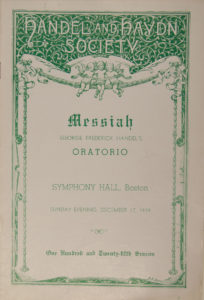 HANDEL AND HAYDN
SOCIETY
Messiah
GEORGE FREDERICK HANDEL'S
ORATORIO
SYMPHONY HALL, Boston
SUNDAY EVENING, DECEMBER 17, 1939
One Hundred and Twenty-fifth Season